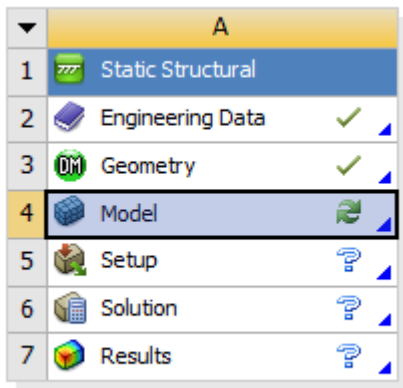 A
1 Static Structural
2 Engineering Data
3 DM Geometry
4 Model
5 Setup ?
6 Solution ?
7 Results ?